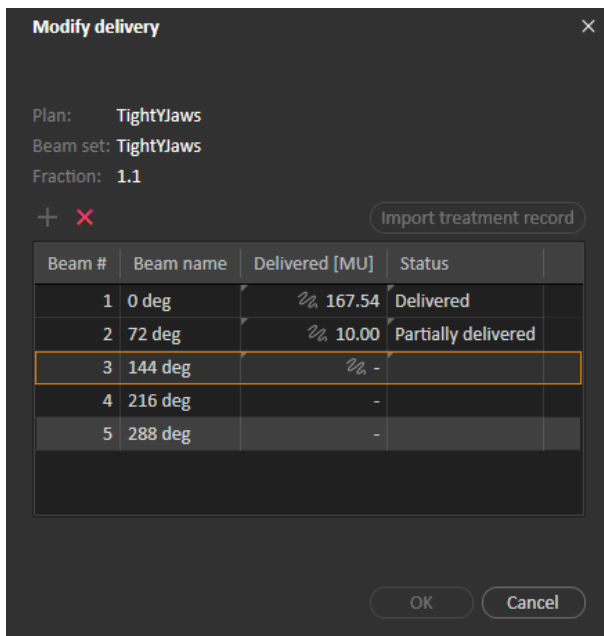 Modify delivery
Plan: TightYJaws
Beam set: TightYJaws
Fraction: 1.1
Import treatment record
Beam # Beam name Delivered [MU] Status
1 0 deg 167.54 Delivered
2 72 deg 10.00 Partially delivered
3 144 deg -
4 216 deg -
5 288 deg -
OK Cancel